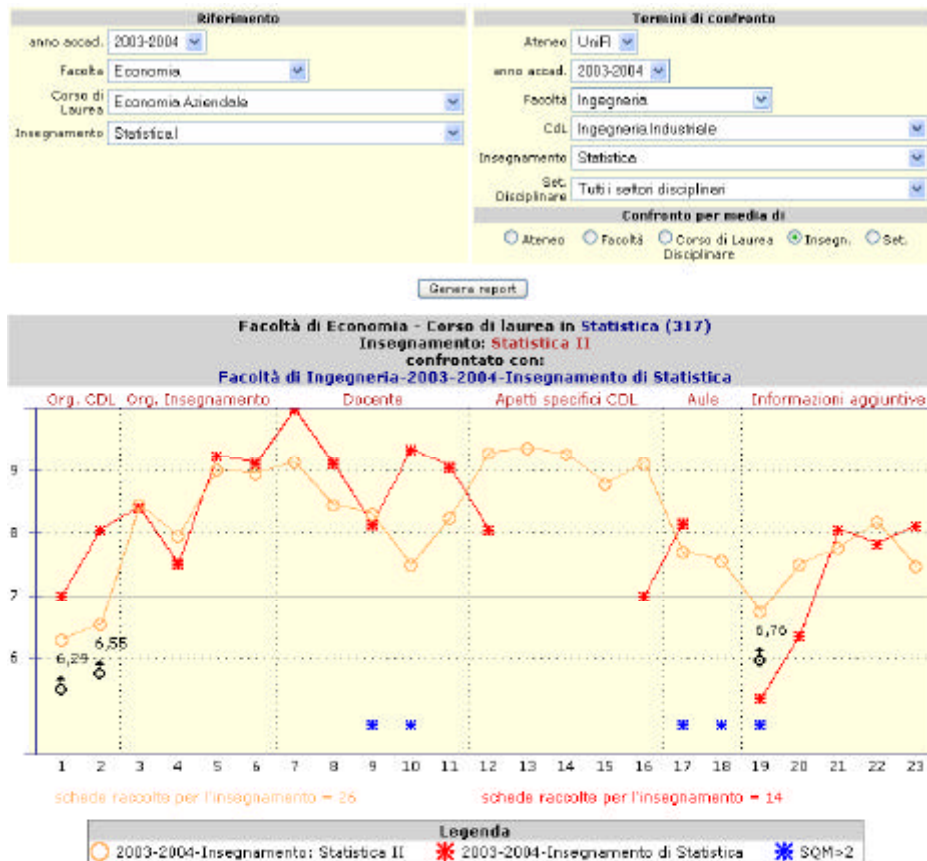 Riferimento
anno accad. 2003-2004
Facolta Economia
Corso di Laurea Economia Aziendale
Insegnamento Statistica I
Termini di confronto
Ateneo UniFI
anno accad. 2003-2004
Facoltà Ingegneria
CdL Ingegneria Industriale
Insegnamento Statistica
Set. Disciplinare Tutti i settori disciplinari
Confronto per media di
Ateneo Facoltà Corso di Laurea Insegn. Set.
Disciplinare
Genera report
Facoltà di Economia - Corso di laurea in Statistica (317)
Insegnamento: Statistica II
confrontato con:
Facoltà di Ingegneria-2003-2004-Insegnamento di Statistica
Org. CDL Org. Insegnamento Docente Apetti specifici CDL Aule Informazioni aggiuntive
9
8
7
6
6,29
6,55
6,76
1 2 3 4 5 6 7 8 9 10 11 12 13 14 15 16 17 18 19 20 21 22 23
schede raccolte per l'insegnamento = 26
schede raccolte per l'insegnamento = 14
Legenda
2003-2004-Insegnamento: Statistica II 2003-2004-Insegnamento di Statistica SQM>2